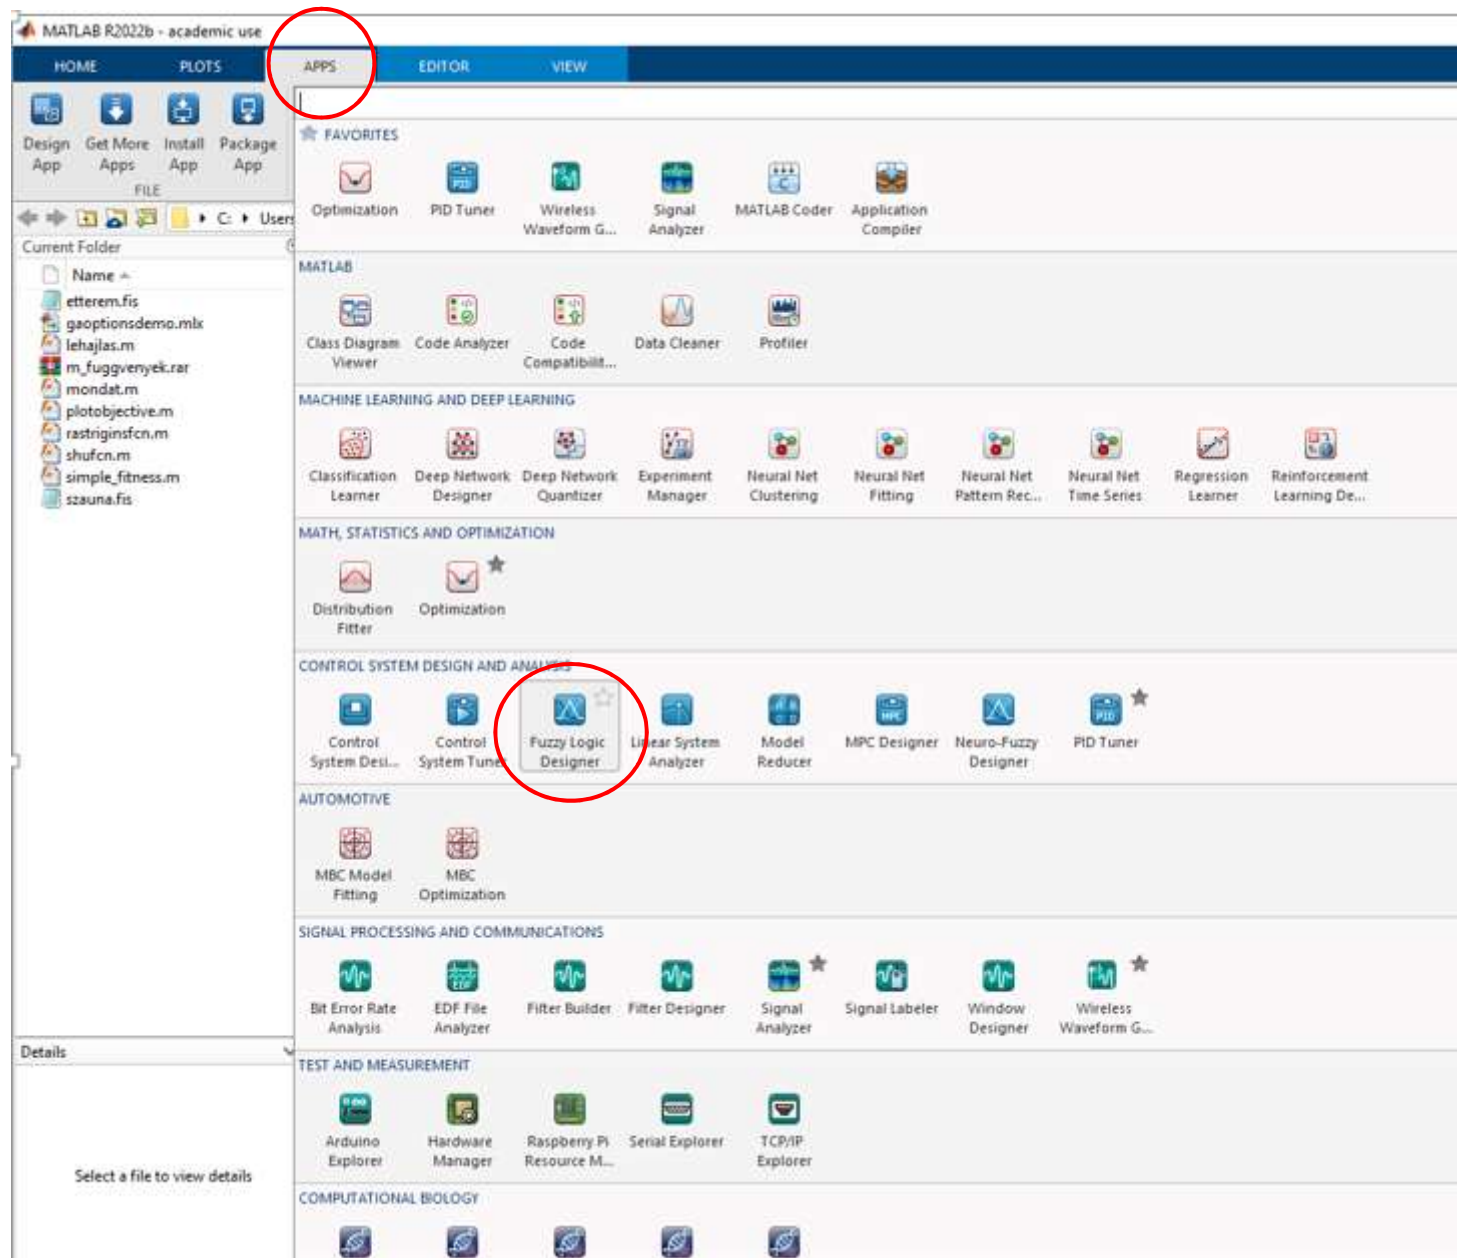 MATLAB R2022b - academic use
HOME PLOTS APPS EDITOR VIEW
Design App
Get More Apps
Install App
Package App
FILE
C: Users
Current Folder
Name
etterem.fis
gaoptionsdemo.mlx
lehajlas.m
m_fuggvenyek.rar
mondat.m
plotobjective.m
rastriginsfcn.m
shufcn.m
simple_fitness.m
szauna.fis
Details
Select a file to view details
FAVORITES
Optimization
PID Tuner
Wireless Waveform G...
Signal Analyzer
MATLAB Coder
Application Compiler
MATLAB
Class Diagram Viewer
Code Analyzer
Code Compatibilit...
Data Cleaner
Profiler
MACHINE LEARNING AND DEEP LEARNING
Classification Learner
Deep Network Designer
Deep Network Quantizer
Experiment Manager
Neural Net Clustering
Neural Net Fitting
Neural Net Pattern Rec...
Neural Net Time Series
Regression Learner
Reinforcement Learning De...
MATH, STATISTICS AND OPTIMIZATION
Distribution Fitter
Optimization
CONTROL SYSTEM DESIGN AND ANALYSIS
Control System Desi...
Control System Tuner
Fuzzy Logic Designer
Linear System Analyzer
Model Reducer
MPC Designer
Neuro-Fuzzy Designer
PID Tuner
AUTOMOTIVE
MBC Model Fitting
MBC Optimization
SIGNAL PROCESSING AND COMMUNICATIONS
Bit Error Rate Analysis
EDF File Analyzer
Filter Builder
Filter Designer
Signal Analyzer
Signal Labeler
Window Designer
Wireless Waveform G...
TEST AND MEASUREMENT
Arduino Explorer
Hardware Manager
Raspberry Pi Resource M...
Serial Explorer
TCP/IP Explorer
COMPUTATIONAL BIOLOGY